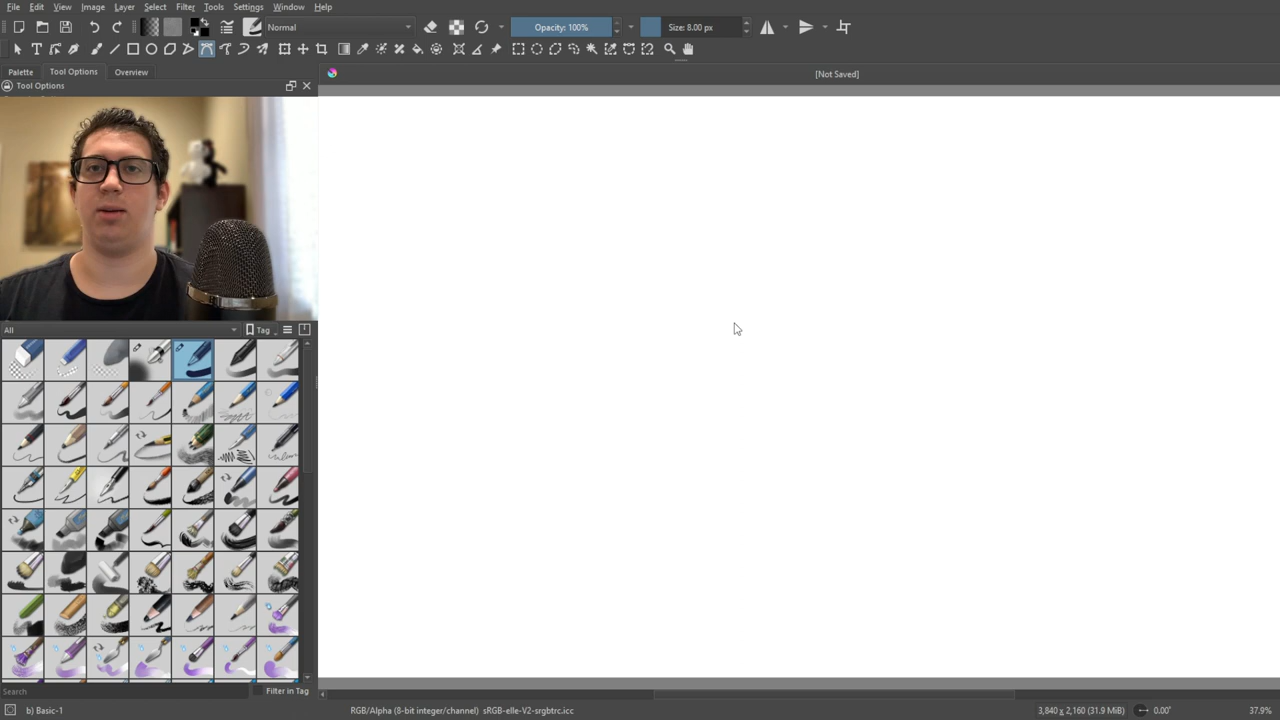 File Edit View Image Layer Select Filter Tools Settings Window Help
Normal
Opacity: 100%
Size: 8.00 px
Palette Tool Options Overview
[Not Saved]
Tool Options
All
Tag
Search
Filter in Tag
b) Basic-1
RGB/Alpha (8-bit integer/channel) sRGB-elle-V2-srgbtrc.icc
3,840 x 2,160 (31.9 MiB)
0.00°
37.9%